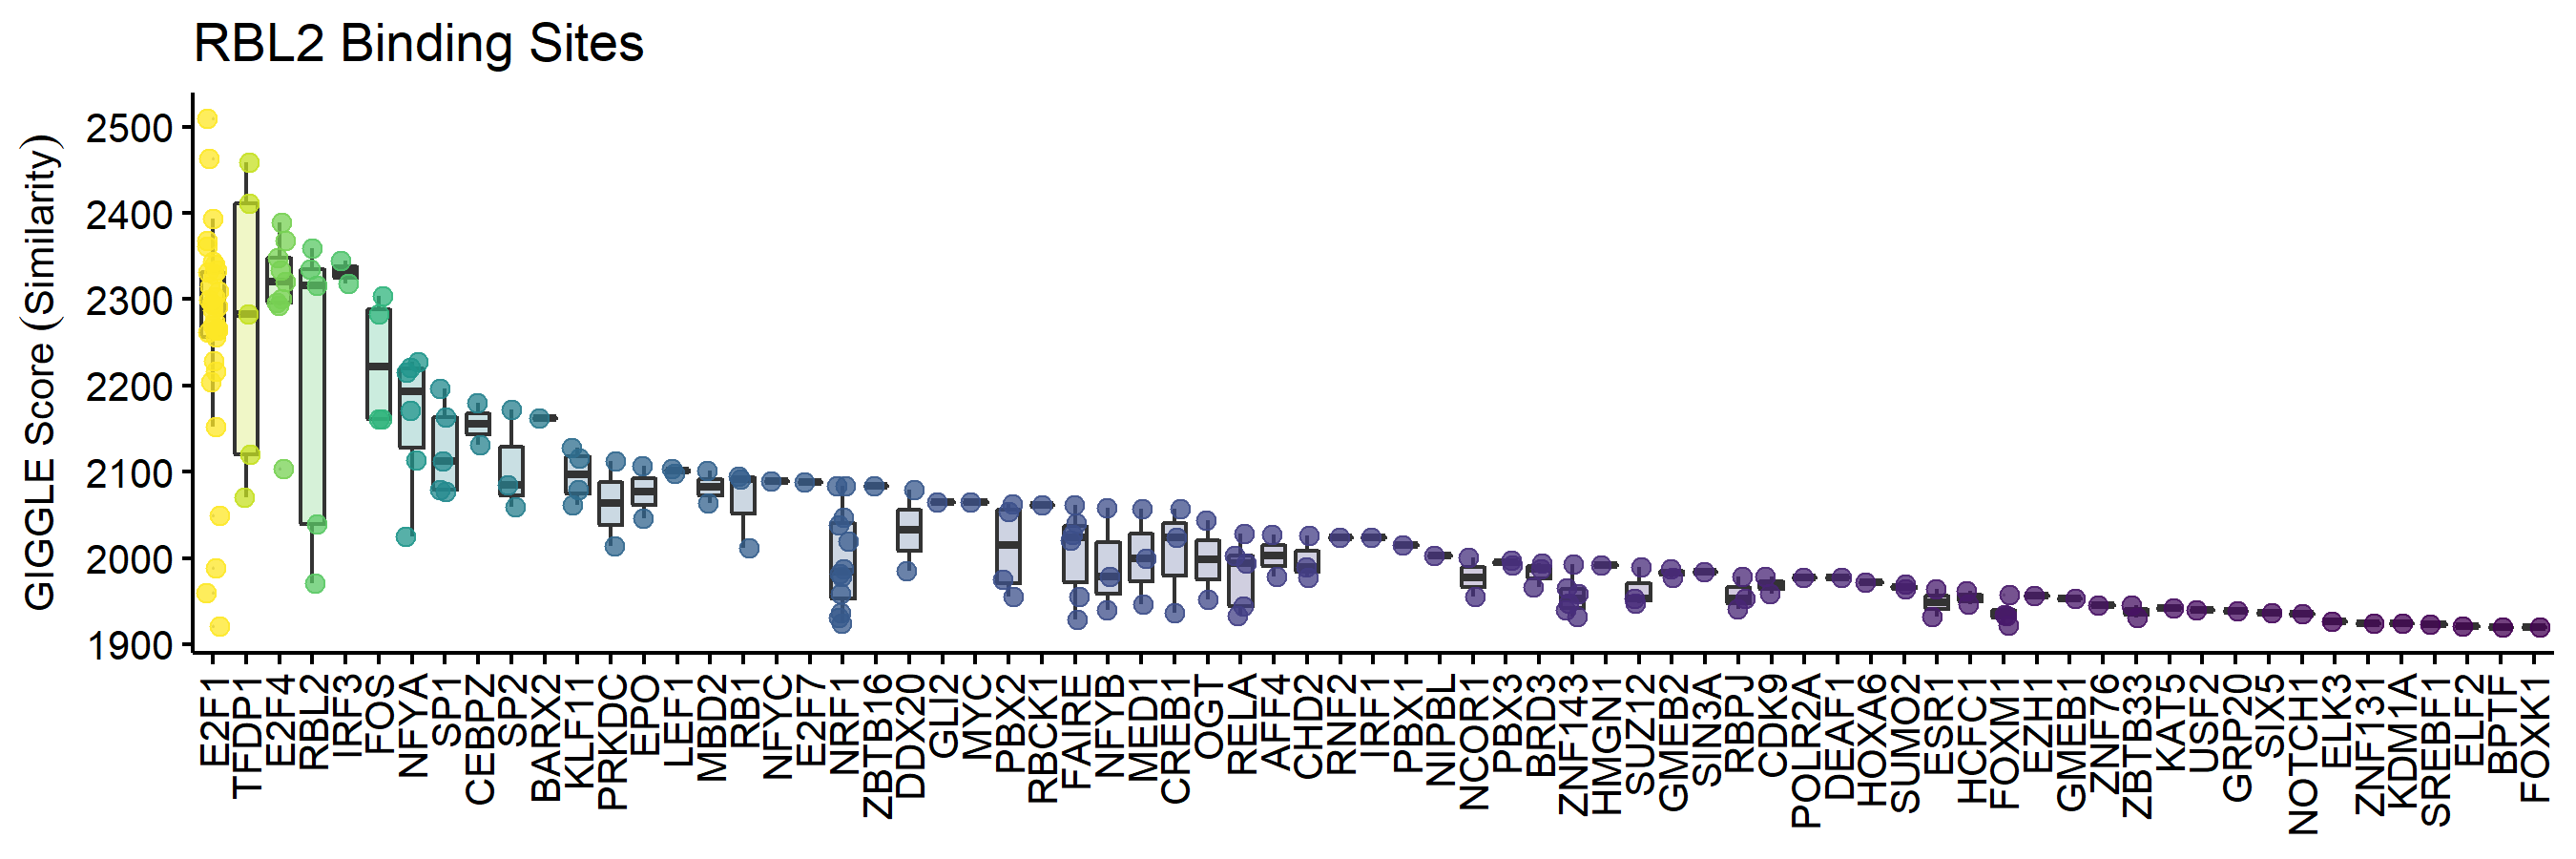 RBL2 Binding Sites
GIGGLE Score (Similarity)
2500
2400
2300
2200
2100
2000
1900
E2F1
TFDP1
E2F4
RBL2
IRF3
FOS
NFYA
SP1
CEBPZ
SP2
BARX2
KLF11
PRKDC
EPO
LEF1
MBD2
RB1
NFYC
E2F7
NRF1
ZBTB16
DDX20
GLI2
MYC
PBX2
RBCK1
FAIRE
NFYB
MED1
CREB1
OGT
RELA
AFF4
CHD2
RNF2
IRF1
PBX1
NIPBL
NCOR1
PBX3
BRD3
ZNF143
HMGN1
SUZ12
GMEB2
SIN3A
RBPJ
CDK9
POLR2A
DEAF1
HOXA6
SUMO2
ESR1
HCFC1
FOXM1
EZH1
GMEB1
ZNF76
ZBTB33
KAT5
USF2
GRP20
SIX5
NOTCH1
ELK3
ZNF131
KDM1A
SREBF1
ELF2
BPTF
FOXK1